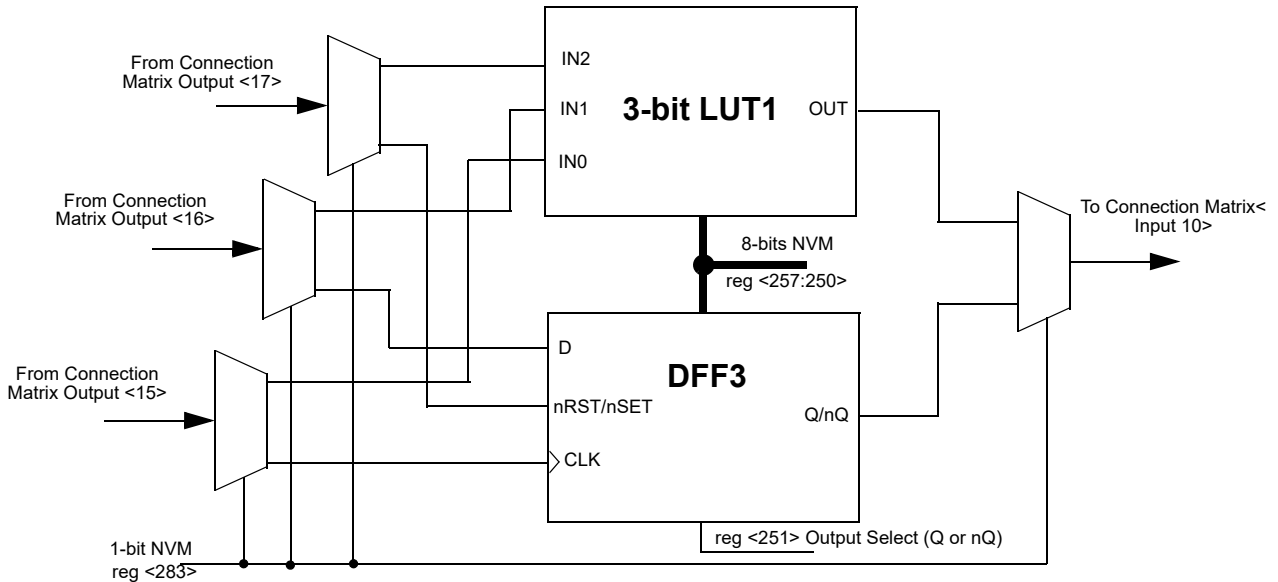 From Connection
Matrix Output <17>
IN2
IN1
IN0
3-bit LUT1
OUT
From Connection
Matrix Output <16>
To Connection Matrix<
Input 10>
8-bits NVM
reg <257:250>
From Connection
Matrix Output <15>
D
nRST/nSET
CLK
DFF3
Q/nQ
reg <251> Output Select (Q or nQ)
1-bit NVM
reg <283>